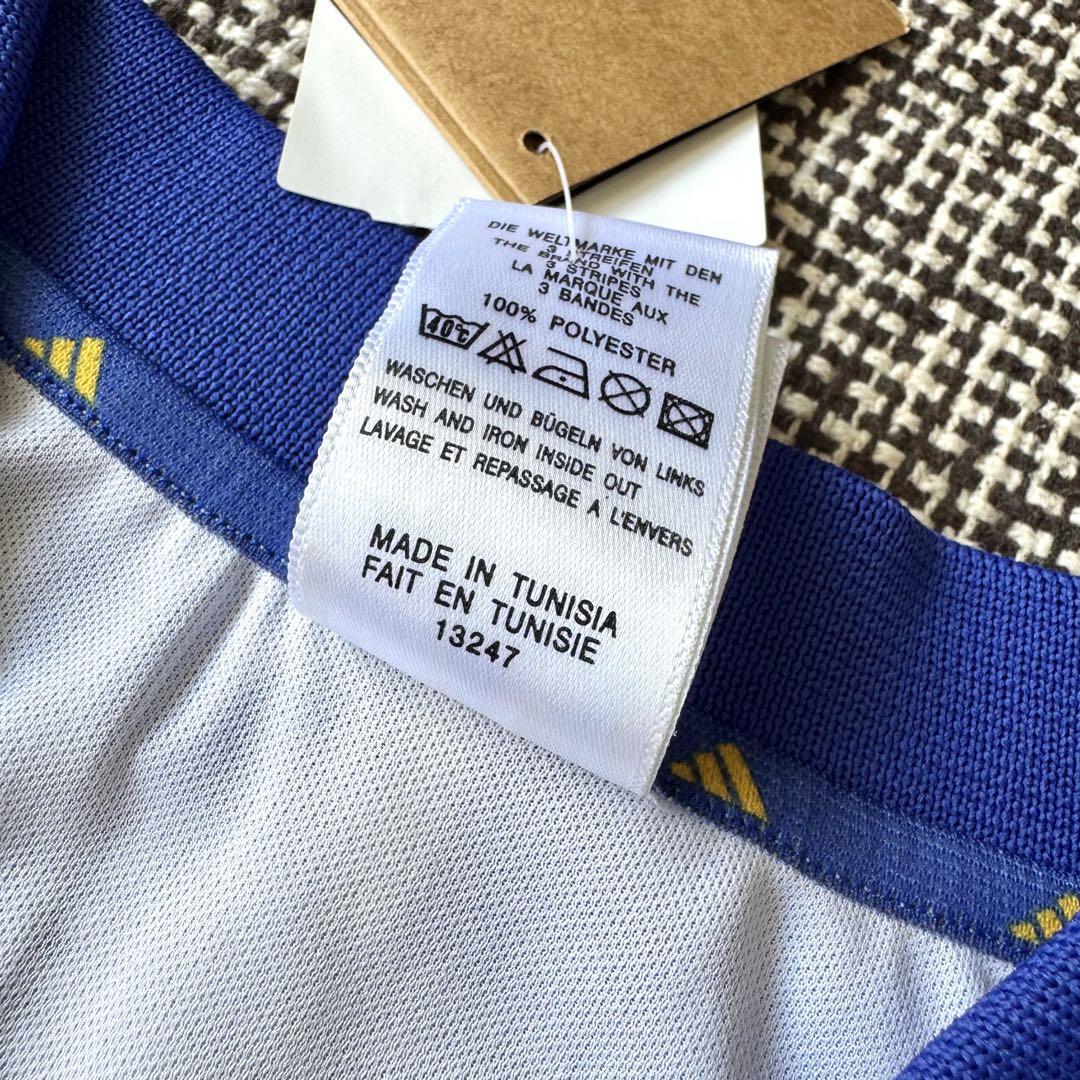 DIE WELTMARKE MIT DEN
3 STREIFEN
THE BRAND WITH THE
3 STRIPES
LA MARQUE AUX
3 BANDES
100% POLYESTER
40°C
WASCHEN UND BÜGELN VON LINKS
WASH AND IRON INSIDE OUT
LAVAGE ET REPASSAGE À L'ENVERS
MADE IN TUNISIA
FAIT EN TUNISIE
13247